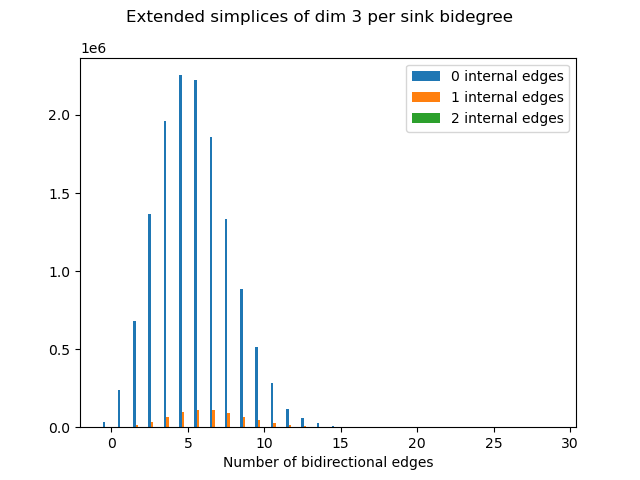 Extended simplices of dim 3 per sink bidegree
1e6
0 internal edges
1 internal edges
2 internal edges
2.0
1.5
1.0
0.5
0.0
0 5 10 15 20 25 30
Number of bidirectional edges